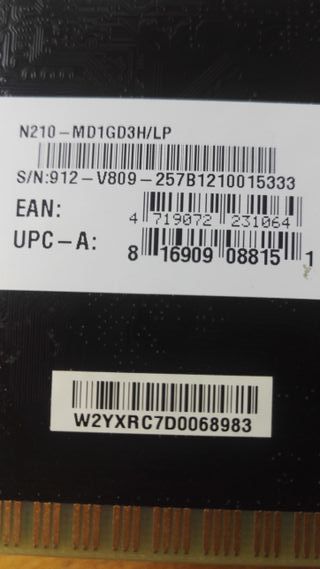 N210-MD1GD3H/LP
S/N:912-V809-257B1210015333
EAN: 4 719072 231064
UPC-A: 8 16909 08815 1
W2YXRC7D0068983